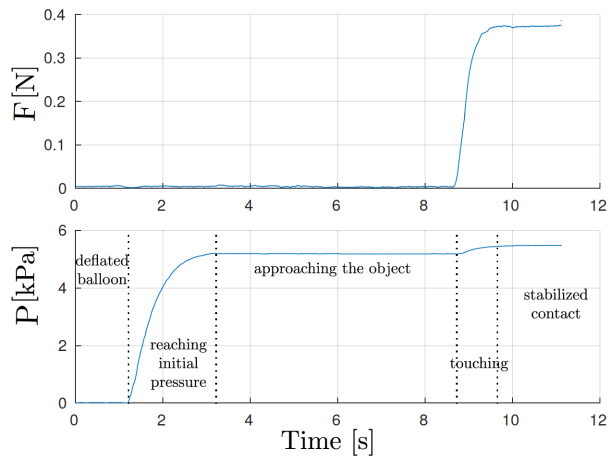 0.4
0.3
F[N]
0.2
0.1
0
0 2 4 6 8 10 12
6
deflated
balloon
approaching the object
P[kPa]
4
stabilized
contact
reaching
initial
pressure
touching
2
0
0 2 4 6 8 10 12
Time [s]